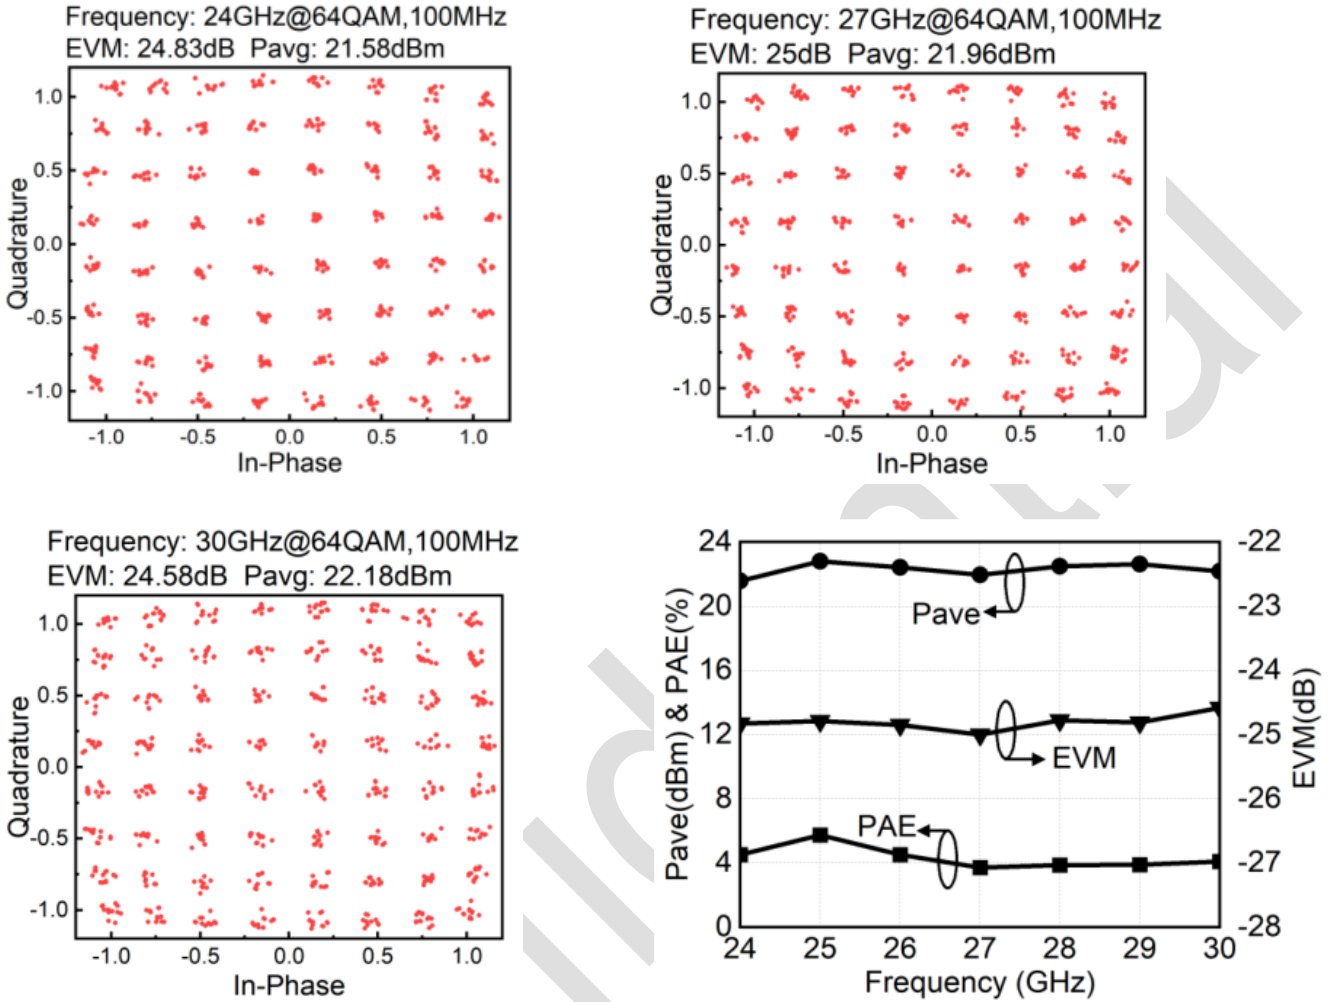 Frequency: 24GHz@64QAM,100MHz
EVM: 24.83dB Pavg: 21.58dBm
Quadrature
1.0
0.5
0.0
-0.5
-1.0
-1.0 -0.5 0.0 0.5 1.0
In-Phase
Frequency: 27GHz@64QAM,100MHz
EVM: 25dB Pavg: 21.96dBm
Quadrature
1.0
0.5
0.0
-0.5
-1.0
-1.0 -0.5 0.0 0.5 1.0
In-Phase
Frequency: 30GHz@64QAM,100MHz
EVM: 24.58dB Pavg: 22.18dBm
Quadrature
1.0
0.5
0.0
-0.5
-1.0
-1.0 -0.5 0.0 0.5 1.0
In-Phase
Pave(dBm) & PAE(%)
24
20
16
12
8
4
0
Pave
EVM
PAE
-22
-23
-24
-25
-26
-27
-28
EVM(dB)
24 25 26 27 28 29 30
Frequency (GHz)